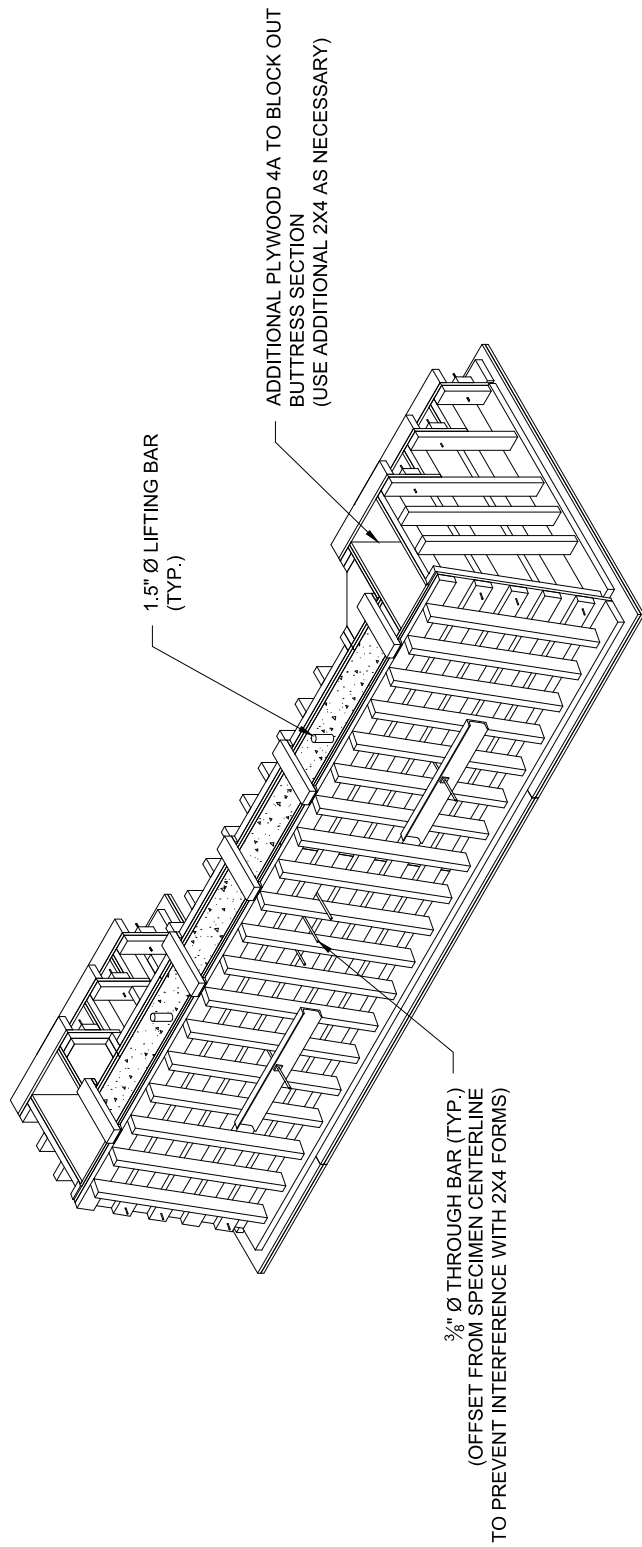 ADDITIONAL PLYWOOD 4A TO BLOCK OUT
BUTTRESS SECTION
(USE ADDITIONAL 2X4 AS NECESSARY)
1.5" Ø LIFTING BAR
(TYP.)
⅜" Ø THROUGH BAR (TYP.)
(OFFSET FROM SPECIMEN CENTERLINE
TO PREVENT INTERFERENCE WITH 2X4 FORMS)